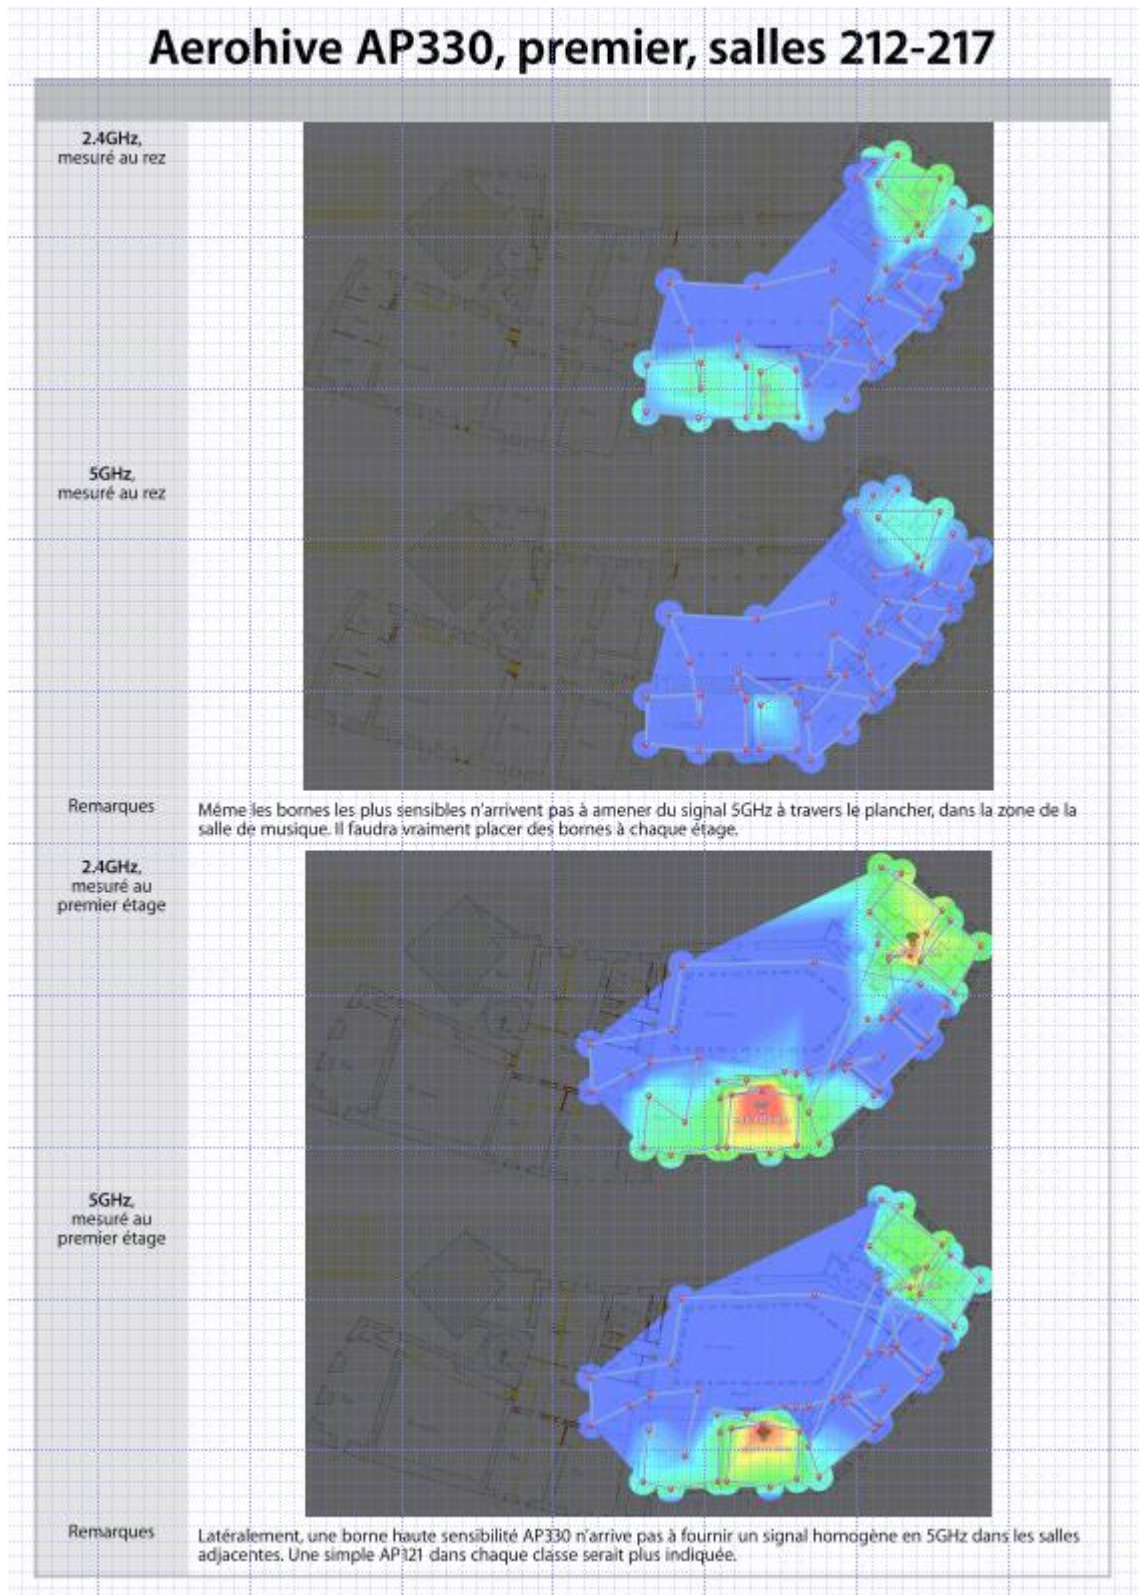 Aerohive AP330, premier, salles 212-217
2.4GHz,
mesuré au rez
5GHz,
mesuré au rez
Remarques
Même les bornes les plus sensibles n'arrivent pas à amener du signal 5GHz à travers le plancher, dans la zone de la
salle de musique. Il faudra vraiment placer des bornes à chaque étage.
2.4GHz,
mesuré au
premier étage
5GHz,
mesuré au
premier étage
Remarques
Latéralement, une borne haute sensibilité AP330 n'arrive pas à fournir un signal homogène en 5GHz dans les salles
adjacentes. Une simple AP121 dans chaque classe serait plus indiquée.